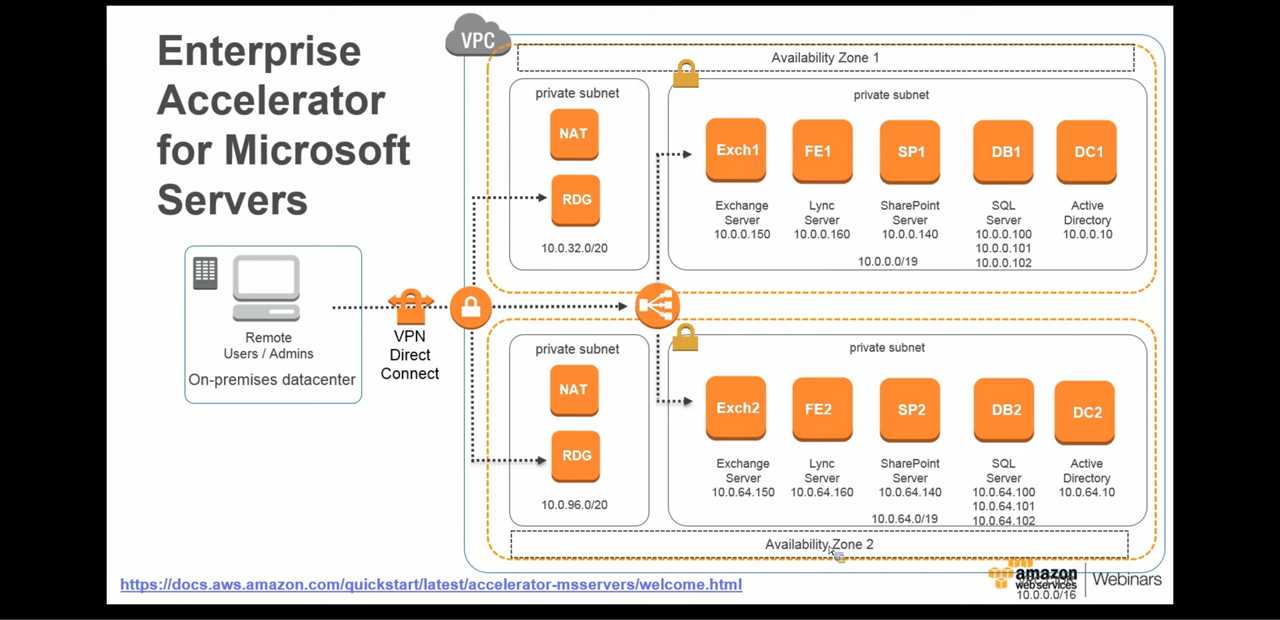 Enterprise
Accelerator
for Microsoft
Servers
VPC
Availability Zone 1
private subnet
NAT
RDG
10.0.32.0/20
private subnet
Exch1
FE1
SP1
DB1
DC1
Exchange
Server
10.0.0.150
Lync
Server
10.0.0.160
SharePoint
Server
10.0.0.140
SQL
Server
10.0.0.100
10.0.0.101
10.0.0.102
Active
Directory
10.0.0.10
10.0.0.0/19
Remote
Users / Admins
On-premises datacenter
VPN
Direct
Connect
private subnet
NAT
RDG
10.0.96.0/20
private subnet
Exch2
FE2
SP2
DB2
DC2
Exchange
Server
10.0.64.150
Lync
Server
10.0.64.160
SharePoint
Server
10.0.64.140
SQL
Server
10.0.64.100
10.0.64.101
10.0.64.102
Active
Directory
10.0.64.10
10.0.64.0/19
Availability Zone 2
https://docs.aws.amazon.com/quickstart/latest/accelerator-msservers/welcome.html
amazon
web services
Webinars
10.0.0.0/16